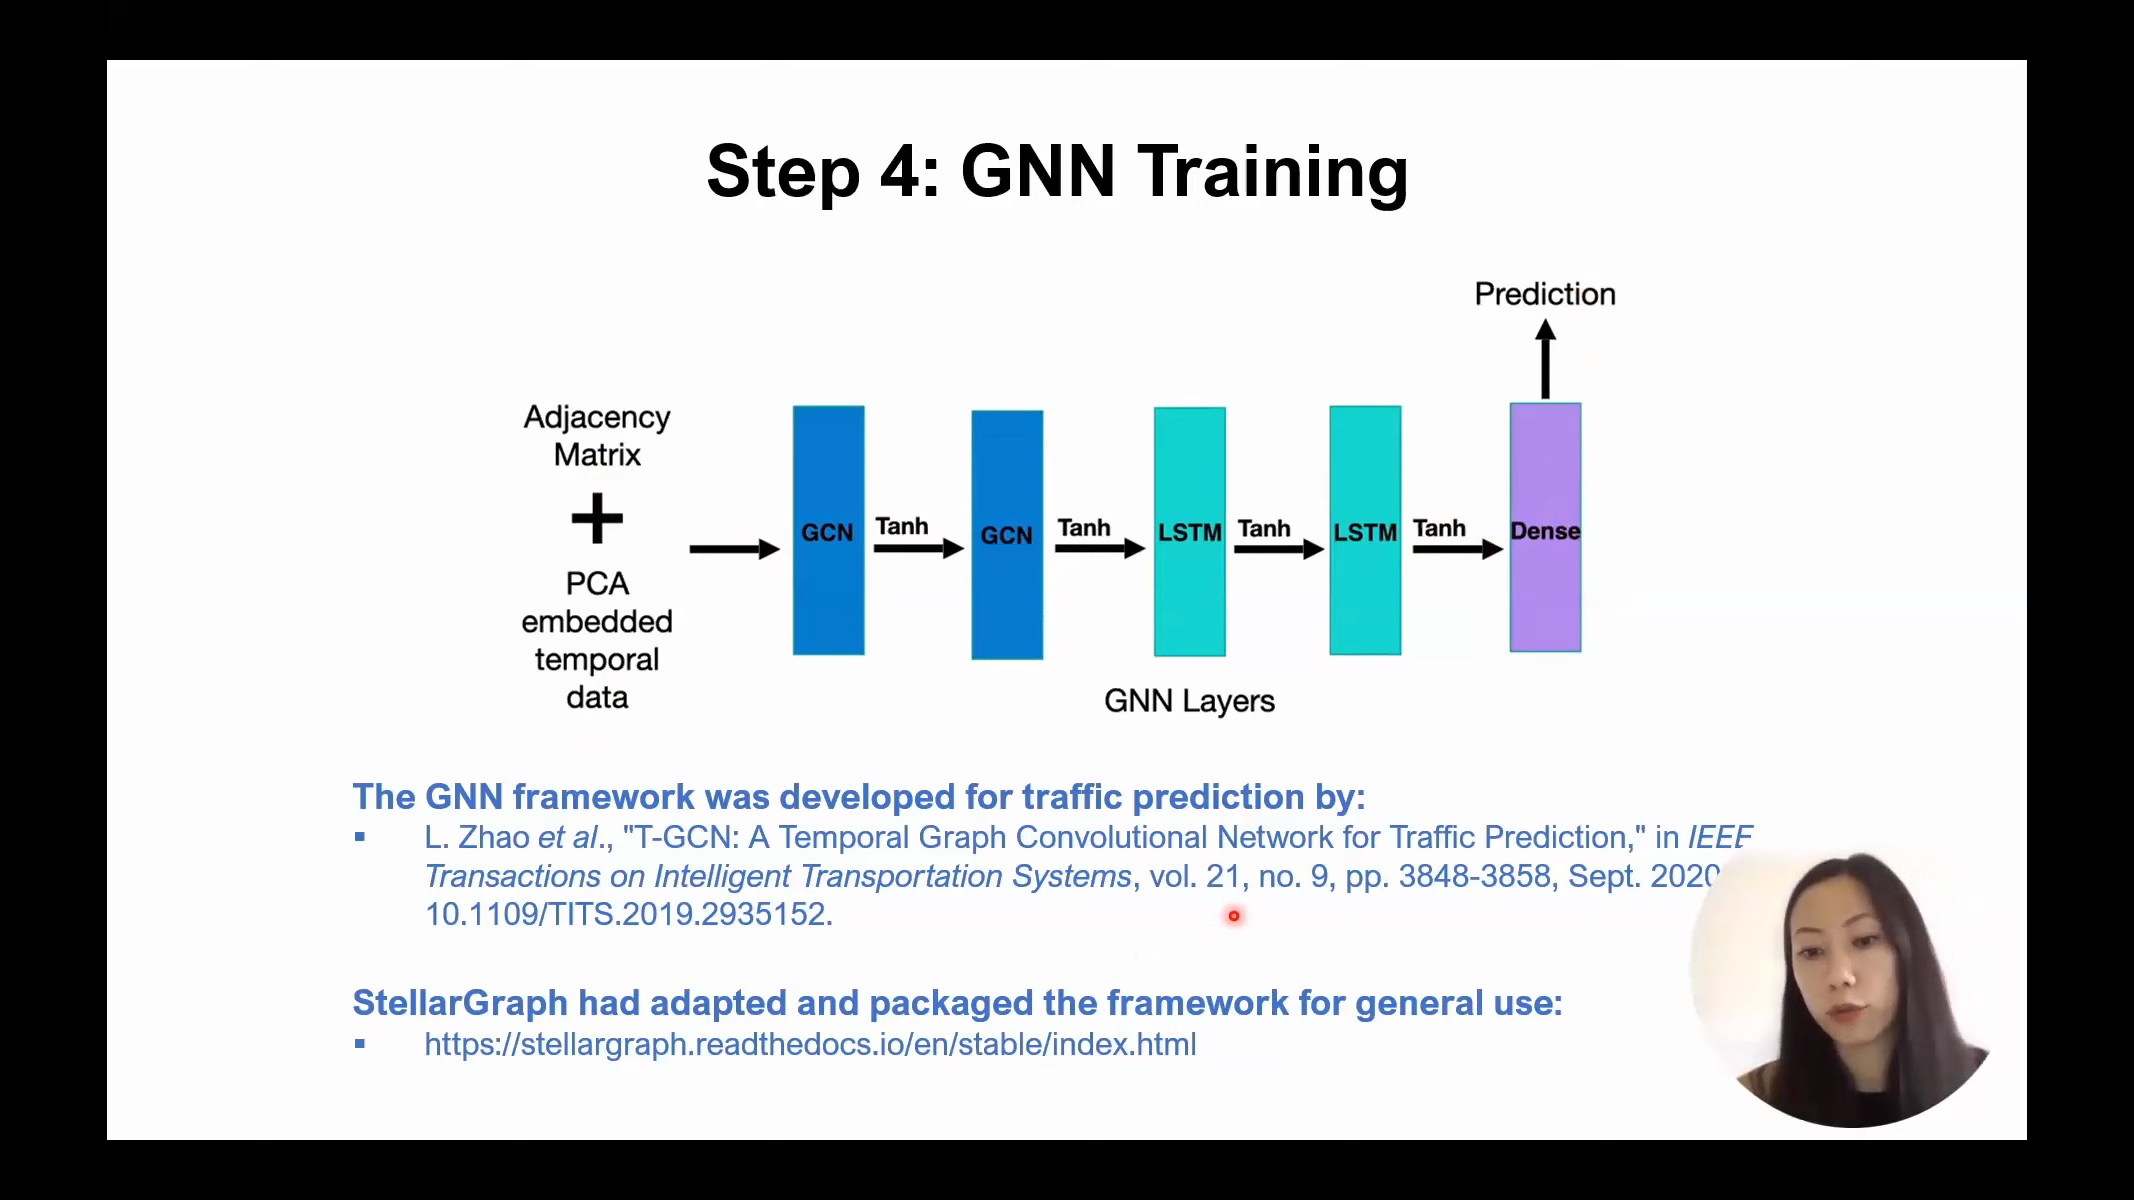 Step 4: GNN Training
Prediction
Adjacency
Matrix
+
PCA
embedded
temporal
data
GCN
Tanh
GCN
Tanh
LSTM
Tanh
LSTM
Tanh
Dense
GNN Layers
The GNN framework was developed for traffic prediction by:
▪ L. Zhao et al., "T-GCN: A Temporal Graph Convolutional Network for Traffic Prediction," in IEEE
Transactions on Intelligent Transportation Systems, vol. 21, no. 9, pp. 3848-3858, Sept. 2020
10.1109/TITS.2019.2935152.
StellarGraph had adapted and packaged the framework for general use:
▪ https://stellargraph.readthedocs.io/en/stable/index.html